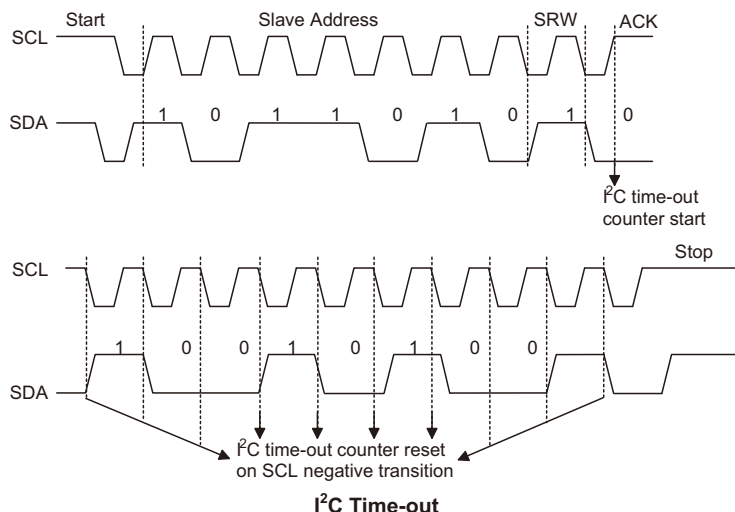 Start Slave Address SRW ACK
SCL
1 0 1 1 0 1 0 1 0
SDA
I²C time-out
counter start
Stop
SCL
1 0 0 1 0 1 0 0
SDA
I²C time-out counter reset
on SCL negative transition
I²C Time-out